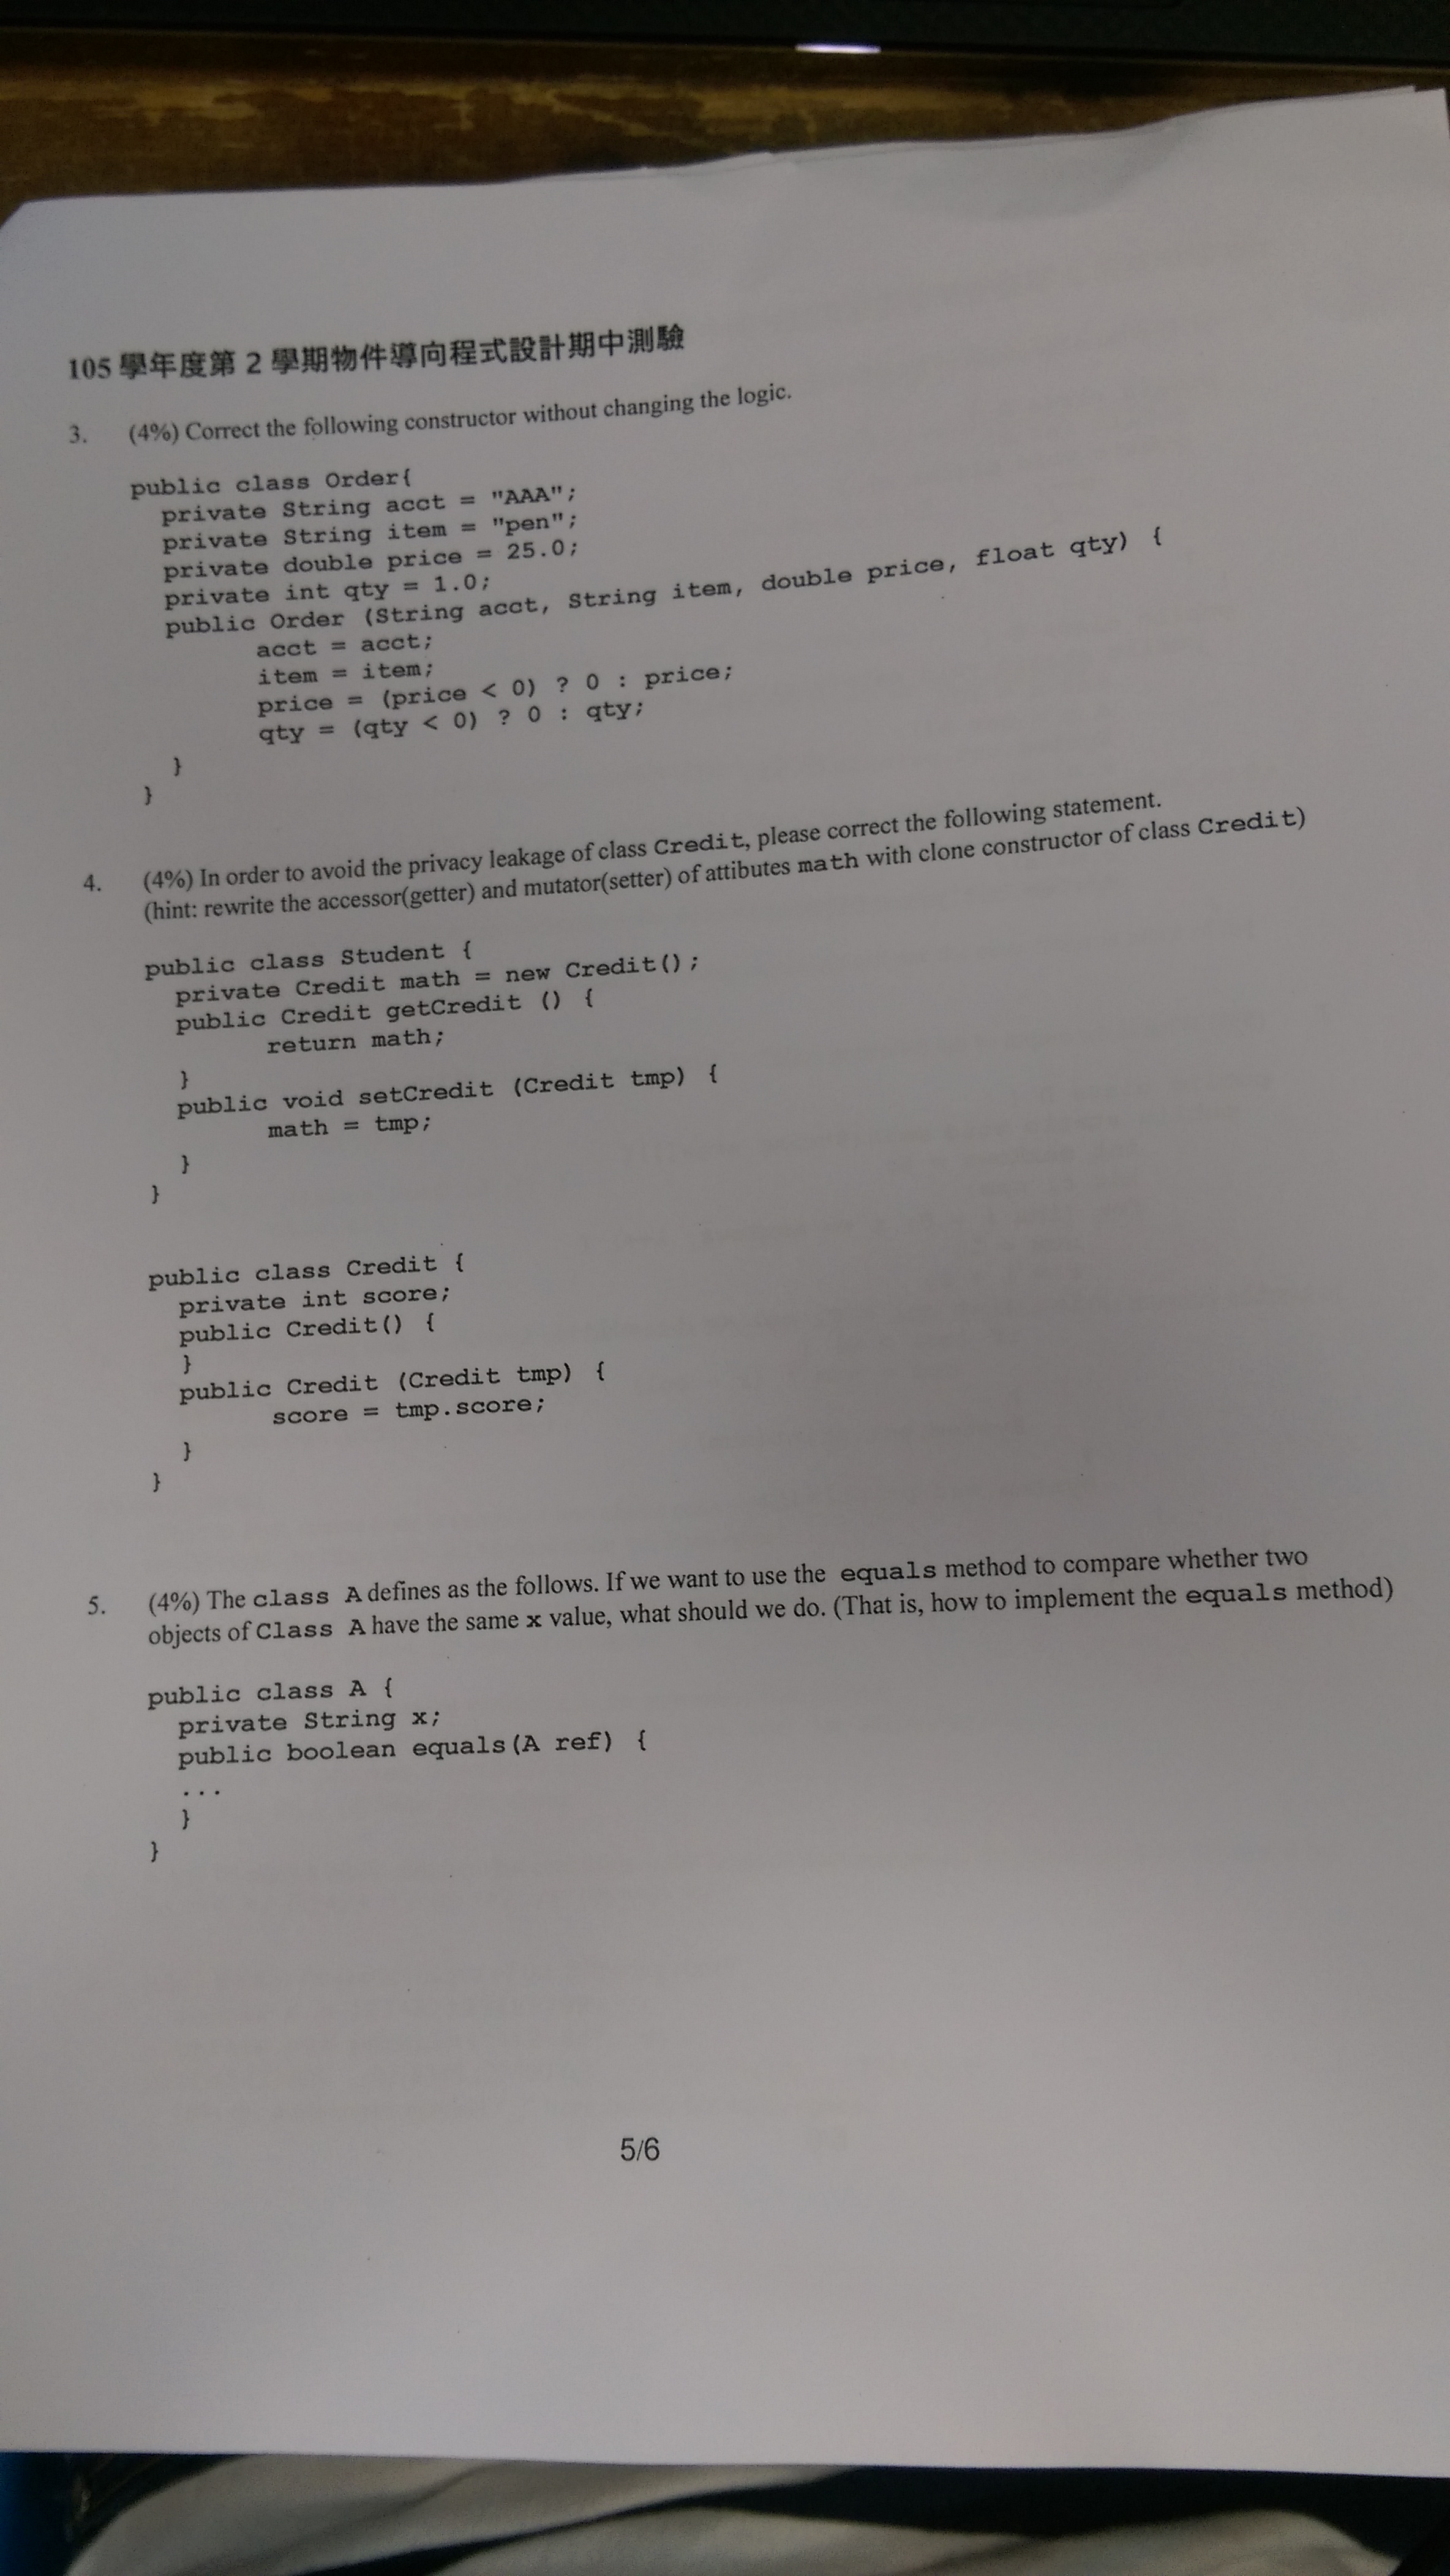 105 學年度第 2 學期物件導向程式設計期中測驗
3. (4%) Correct the following constructor without changing the logic.
public class Order{
private String acct = "AAA";
private String item = "pen";
private double price = 25.0;
private int qty = 1.0;
public Order (String acct, String item, double price, float qty) {
acct = acct;
item = item;
price = (price < 0) ? 0 : price;
qty = (qty < 0) ? 0 : qty;
}
}
4. (4%) In order to avoid the privacy leakage of class Credit, please correct the following statement.
(hint: rewrite the accessor(getter) and mutator(setter) of attibutes math with clone constructor of class Credit)
public class Student {
private Credit math = new Credit();
public Credit getCredit () {
return math;
}
public void setCredit (Credit tmp) {
math = tmp;
}
}
public class Credit {
private int score;
public Credit() {
}
public Credit (Credit tmp) {
score = tmp.score;
}
}
5. (4%) The class A defines as the follows. If we want to use the equals method to compare whether two
objects of Class A have the same x value, what should we do. (That is, how to implement the equals method)
public class A {
private String x;
public boolean equals(A ref) {
...
}
}
5/6